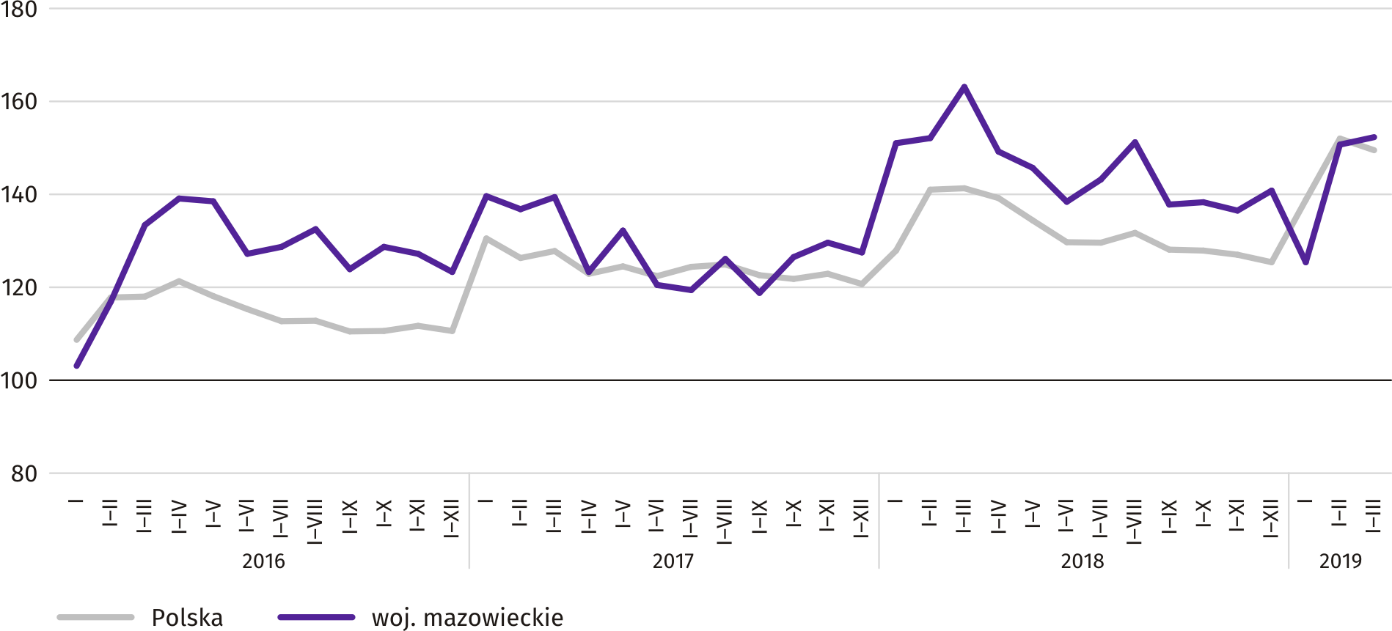 180
160
140
120
100
80
I I–II I–III I–IV I–V I–VI I–VII I–VIII I–IX I–X I–XI I–XII I I–II I–III I–IV I–V I–VI I–VII I–VIII I–IX I–X I–XI I–XII I I–II I–III I–IV I–V I–VI I–VII I–VIII I–IX I–X I–XI I–XII I I–II I–III
2016 2017 2018 2019
Polska woj. mazowieckie